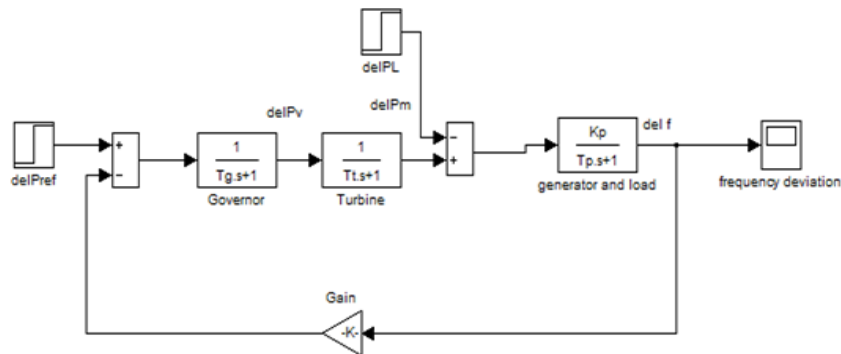 delPL
delPv
delPm
delPref
+
−
1
Tg.s+1
Governor
1
Tt.s+1
Turbine
−
+
Kp
Tp.s+1
generator and load
del f
frequency deviation
Gain
-K-